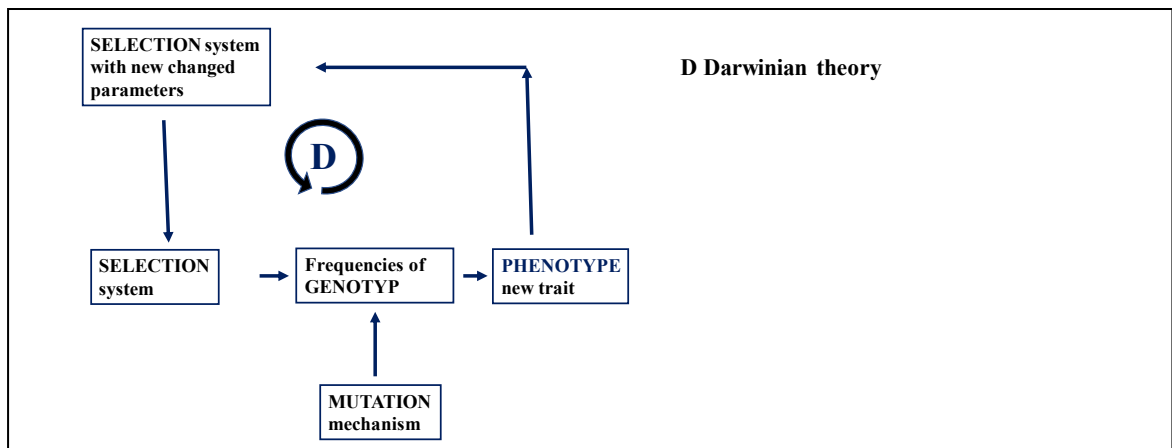 SELECTION system
with new changed
parameters
D Darwinian theory
D
SELECTION
system
Frequencies of
GENOTYP
PHENOTYPE
new trait
MUTATION
mechanism